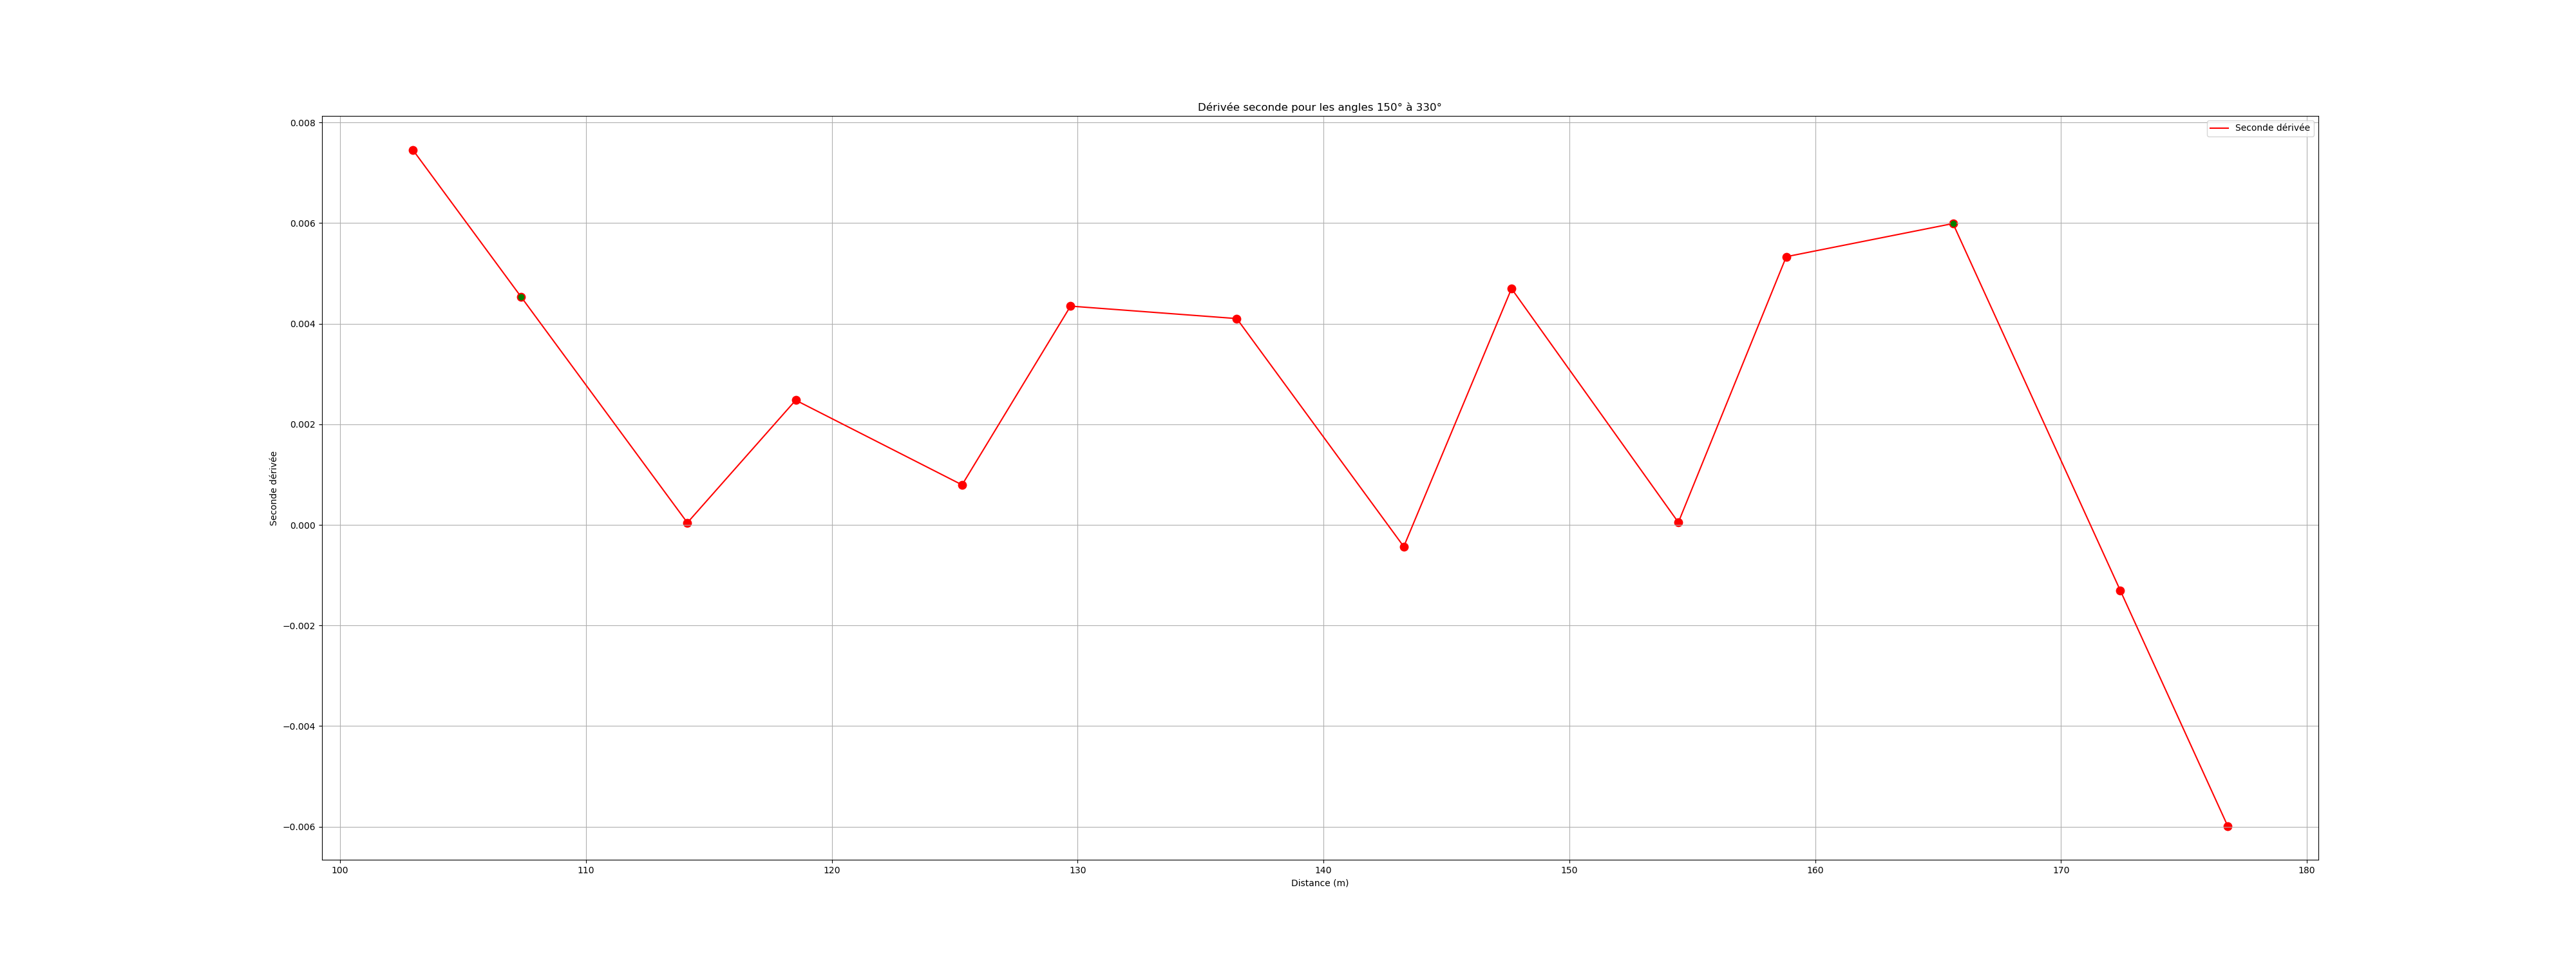 Dérivée seconde pour les angles 150° à 330°
Seconde dérivée
0.008
0.006
0.004
0.002
0.000
−0.002
−0.004
−0.006
Seconde dérivée
100 110 120 130 140 150 160 170 180
Distance (m)